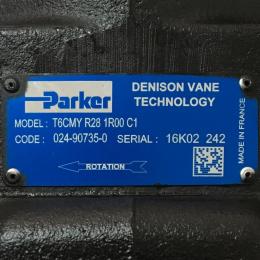 Parker
DENISON VANE
TECHNOLOGY
MODEL : T6CMY R28 1R00 C1
CODE : 024-90735-0 SERIAL : 16K02 242
ROTATION
MADE IN FRANCE